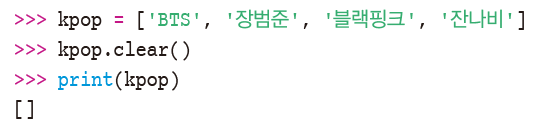 >>> kpop = ['BTS', '장범준', '블랙핑크', '잔나비']
>>> kpop.clear()
>>> print(kpop)
[]